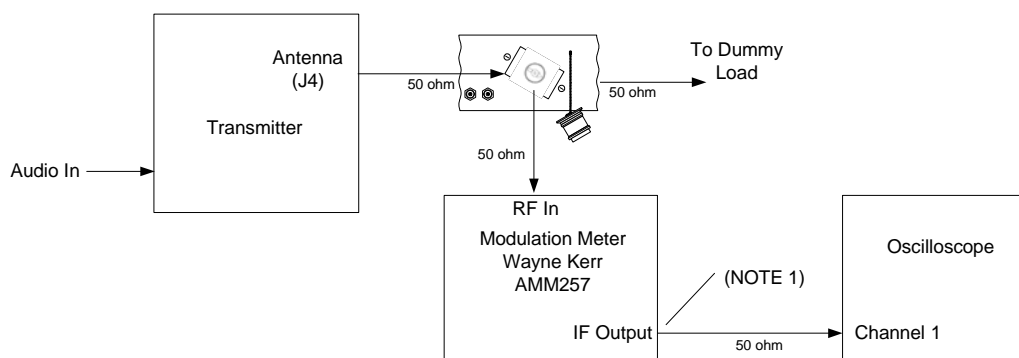 Antenna
(J4)
Transmitter
Audio In
50 ohm
To Dummy
Load
50 ohm
50 ohm
RF In
Modulation Meter
Wayne Kerr
AMM257
IF Output
(NOTE 1)
50 ohm
Oscilloscope
Channel 1